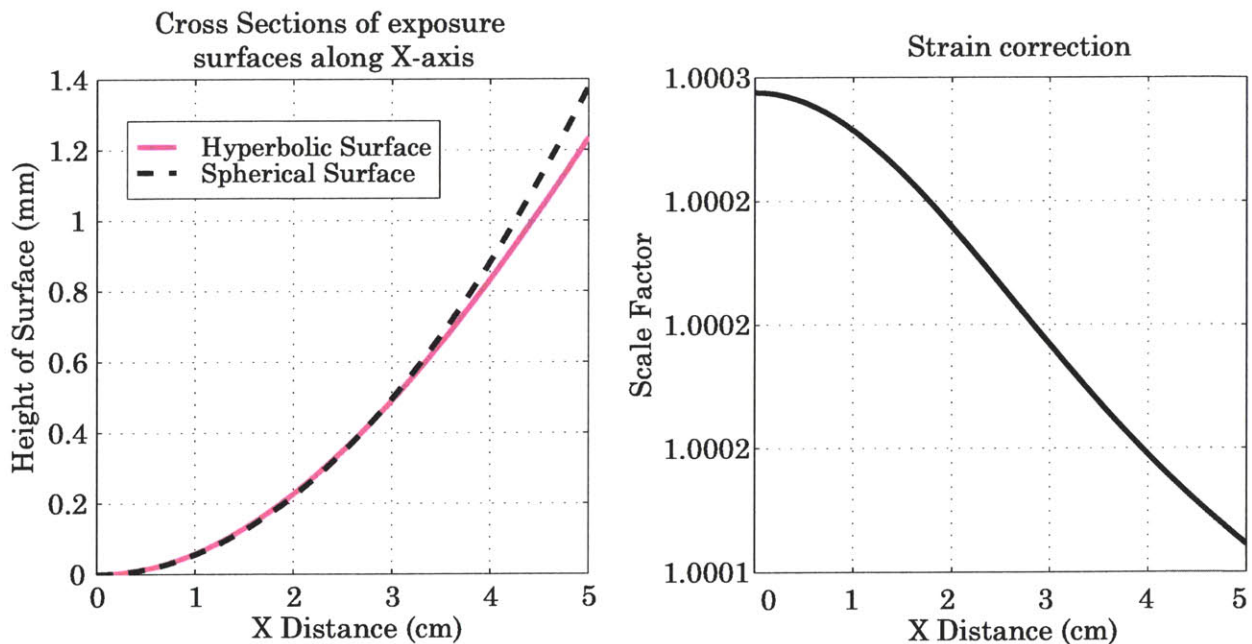 Cross Sections of exposure
surfaces along X-axis
1.4
1.2
1
0.8
0.6
0.4
0.2
0
Height of Surface (mm)
Hyperbolic Surface
Spherical Surface
0 1 2 3 4 5
X Distance (cm)
Strain correction
1.0003
1.0002
1.0002
1.0002
1.0001
Scale Factor
0 1 2 3 4 5
X Distance (cm)